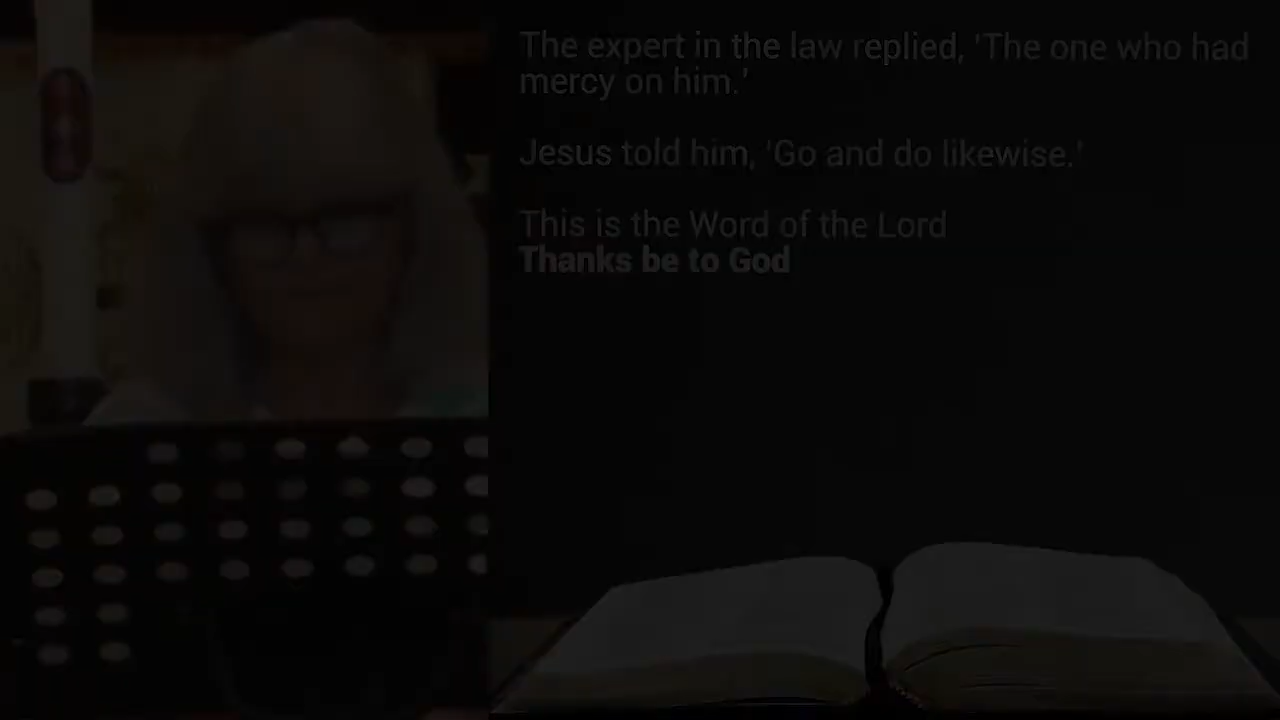 The expert in the law replied, 'The one who had
mercy on him.'
Jesus told him, 'Go and do likewise.'
This is the Word of the Lord
Thanks be to God